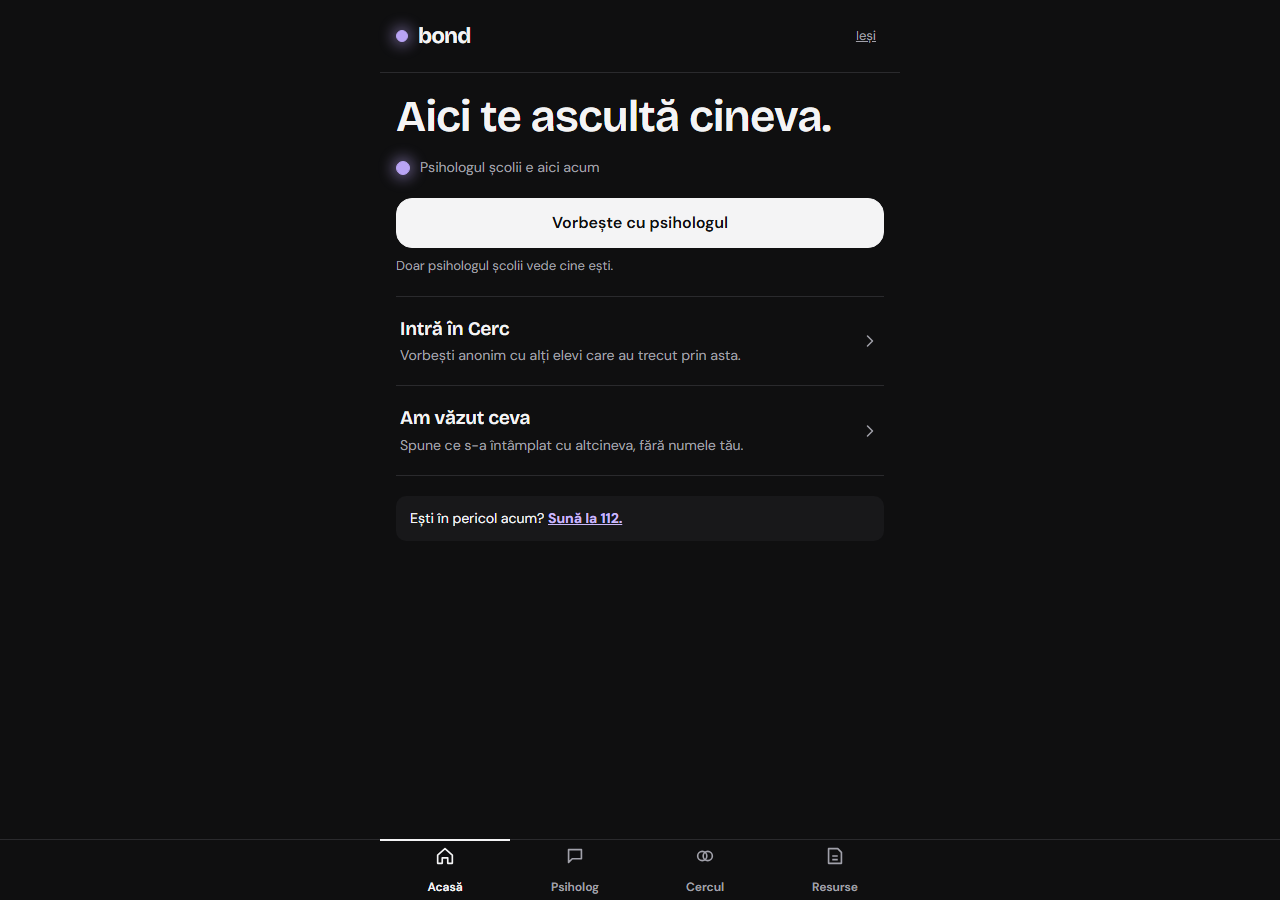 bond
Ieși
Aici te ascultă cineva.
Psihologul școlii e aici acum
Vorbește cu psihologul
Doar psihologul școlii vede cine ești.
Intră în Cerc
Vorbești anonim cu alți elevi care au trecut prin asta.
Am văzut ceva
Spune ce s-a întâmplat cu altcineva, fără numele tău.
Ești în pericol acum? Sună la 112.
Acasă
Psiholog
Cercul
Resurse